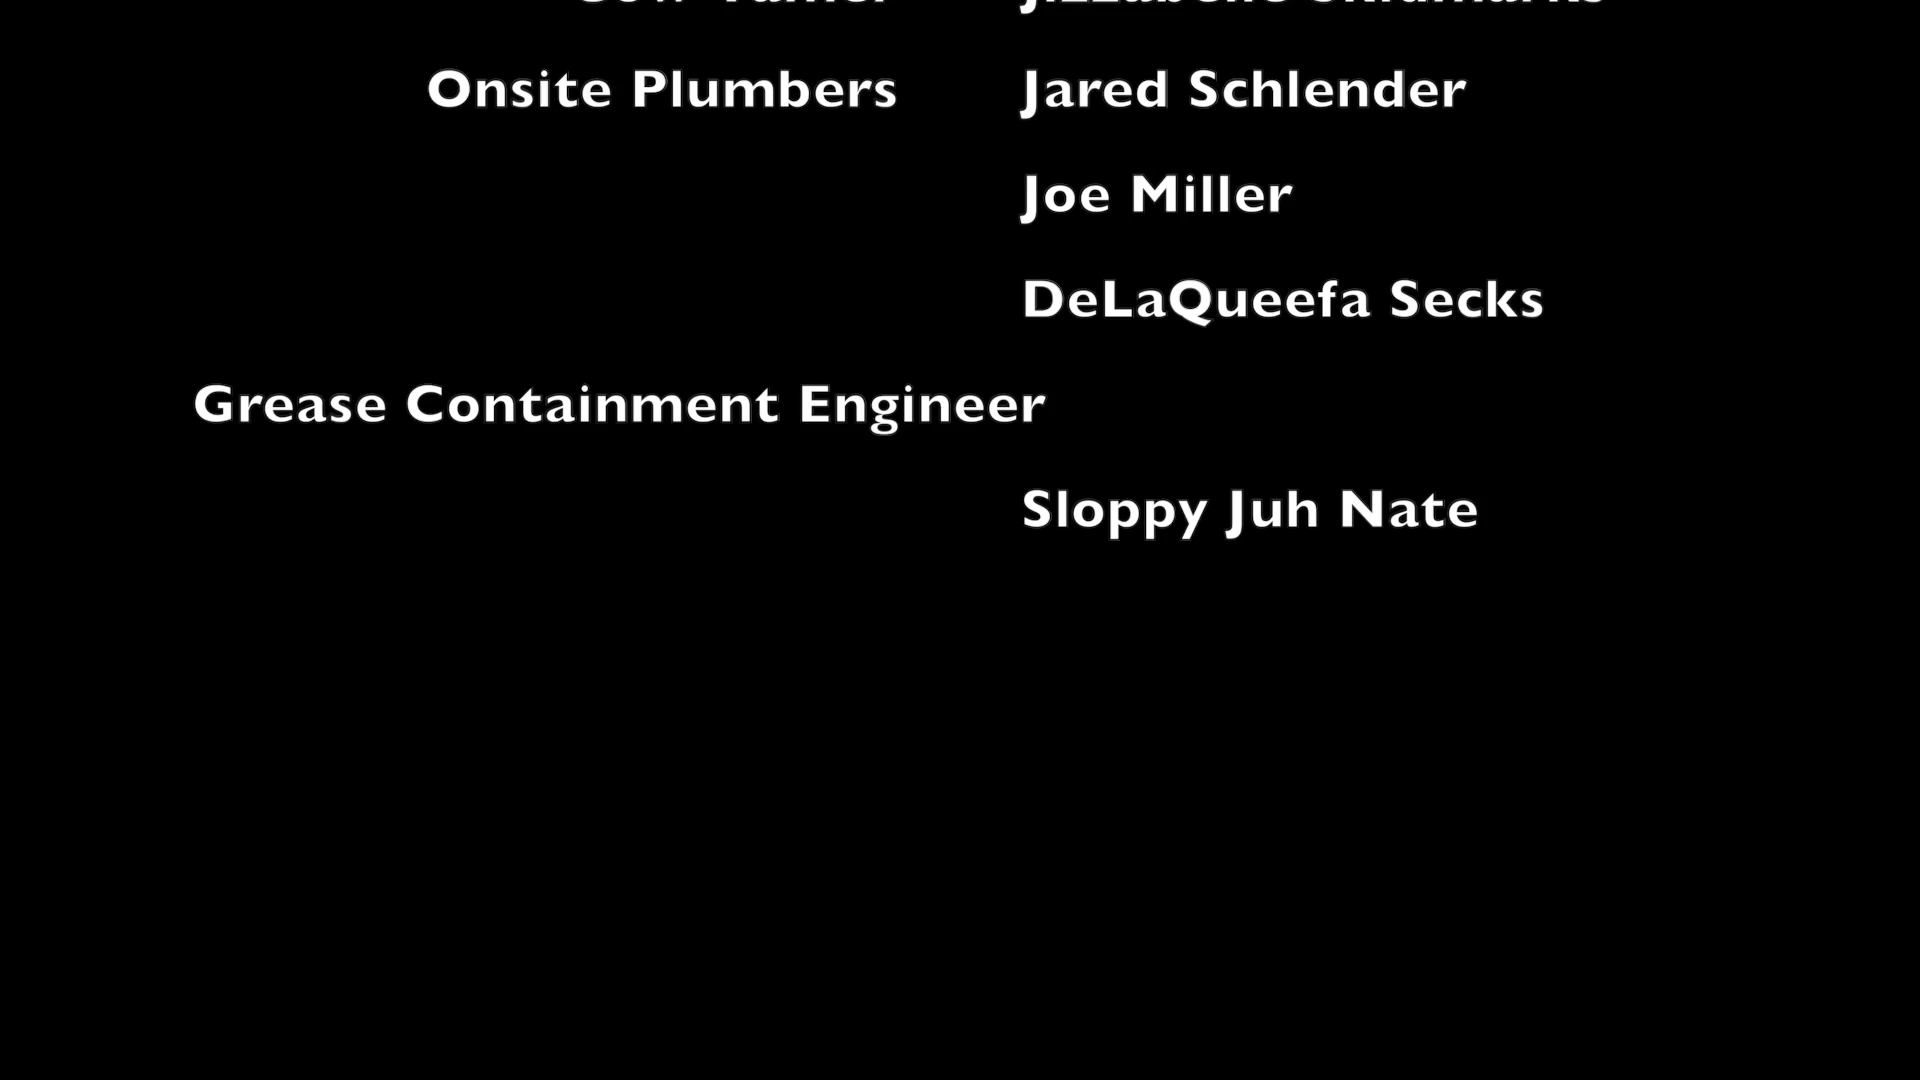 Onsite Plumbers Jared Schlender
Joe Miller
DeLaQueefa Secks
Grease Containment Engineer
Sloppy Juh Nate